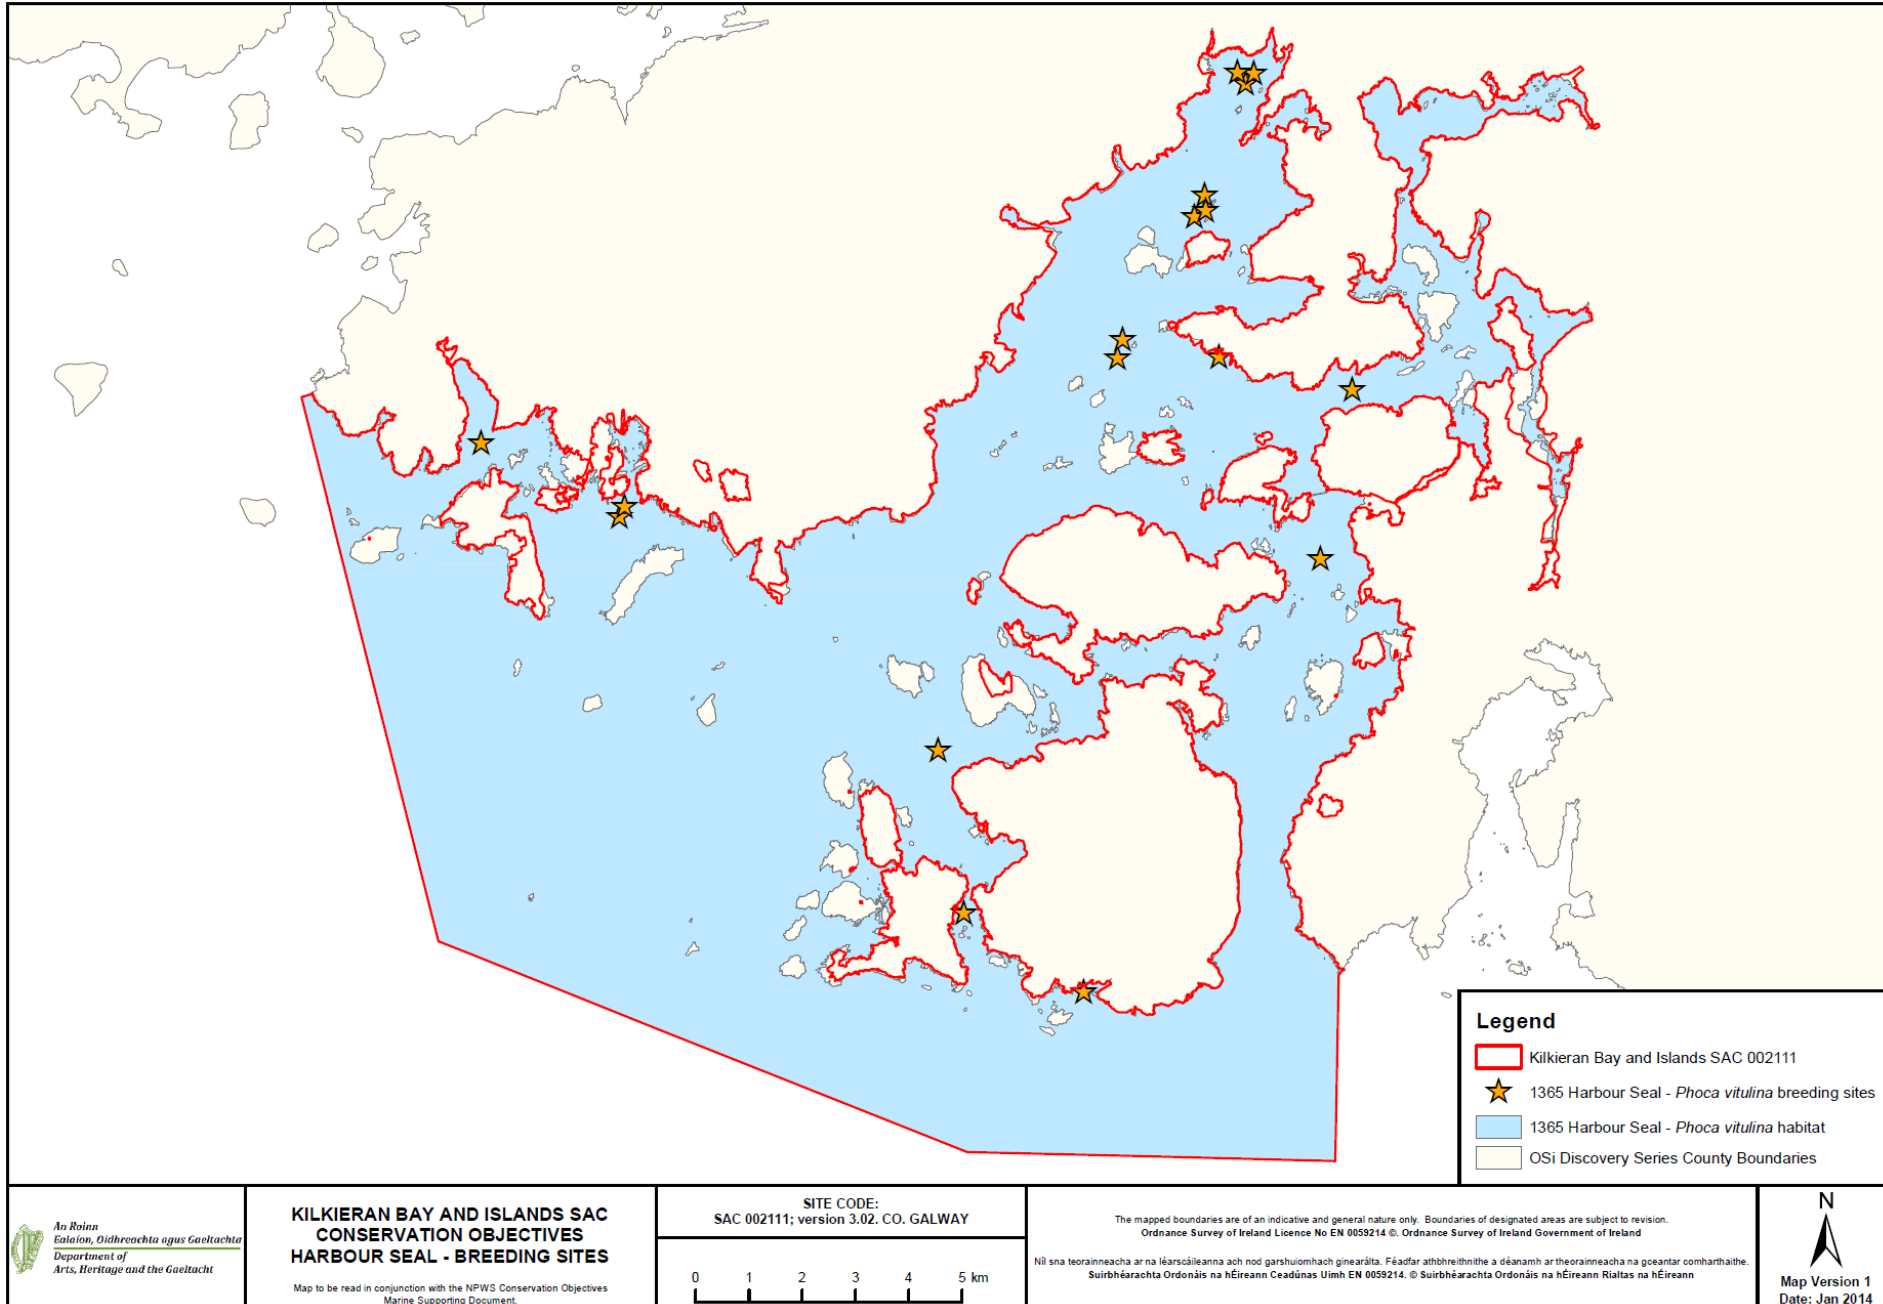 Legend
Kilkieran Bay and Islands SAC 002111
1365 Harbour Seal - Phoca vitulina breeding sites
1365 Harbour Seal - Phoca vitulina habitat
OSi Discovery Series County Boundaries
An Roinn
Ealaíon, Oidhreachta agus Gaeltachta
Department of
Arts, Heritage and the Gaeltacht
KILKIERAN BAY AND ISLANDS SAC
CONSERVATION OBJECTIVES
HARBOUR SEAL - BREEDING SITES
Map to be read in conjunction with the NPWS Conservation Objectives
Marine Supporting Document.
SITE CODE:
SAC 002111; version 3.02. CO. GALWAY
0 1 2 3 4 5 km
The mapped boundaries are of an indicative and general nature only. Boundaries of designated areas are subject to revision.
Ordnance Survey of Ireland Licence No EN 0059214 ©. Ordnance Survey of Ireland Government of Ireland
Níl sna teorainneacha ar na léarscáileanna ach nod garshuiomhach ginearálta. Féadfar athbhreithnithe a déanamh ar theorainneacha na gceantar comharthaithe.
Suirbhéarachta Ordonáis na hÉireann Ceadúnas Uimh EN 0059214. © Suirbhéarachta Ordonáis na hÉireann Rialtas na hÉireann
N
Map Version 1
Date: Jan 2014